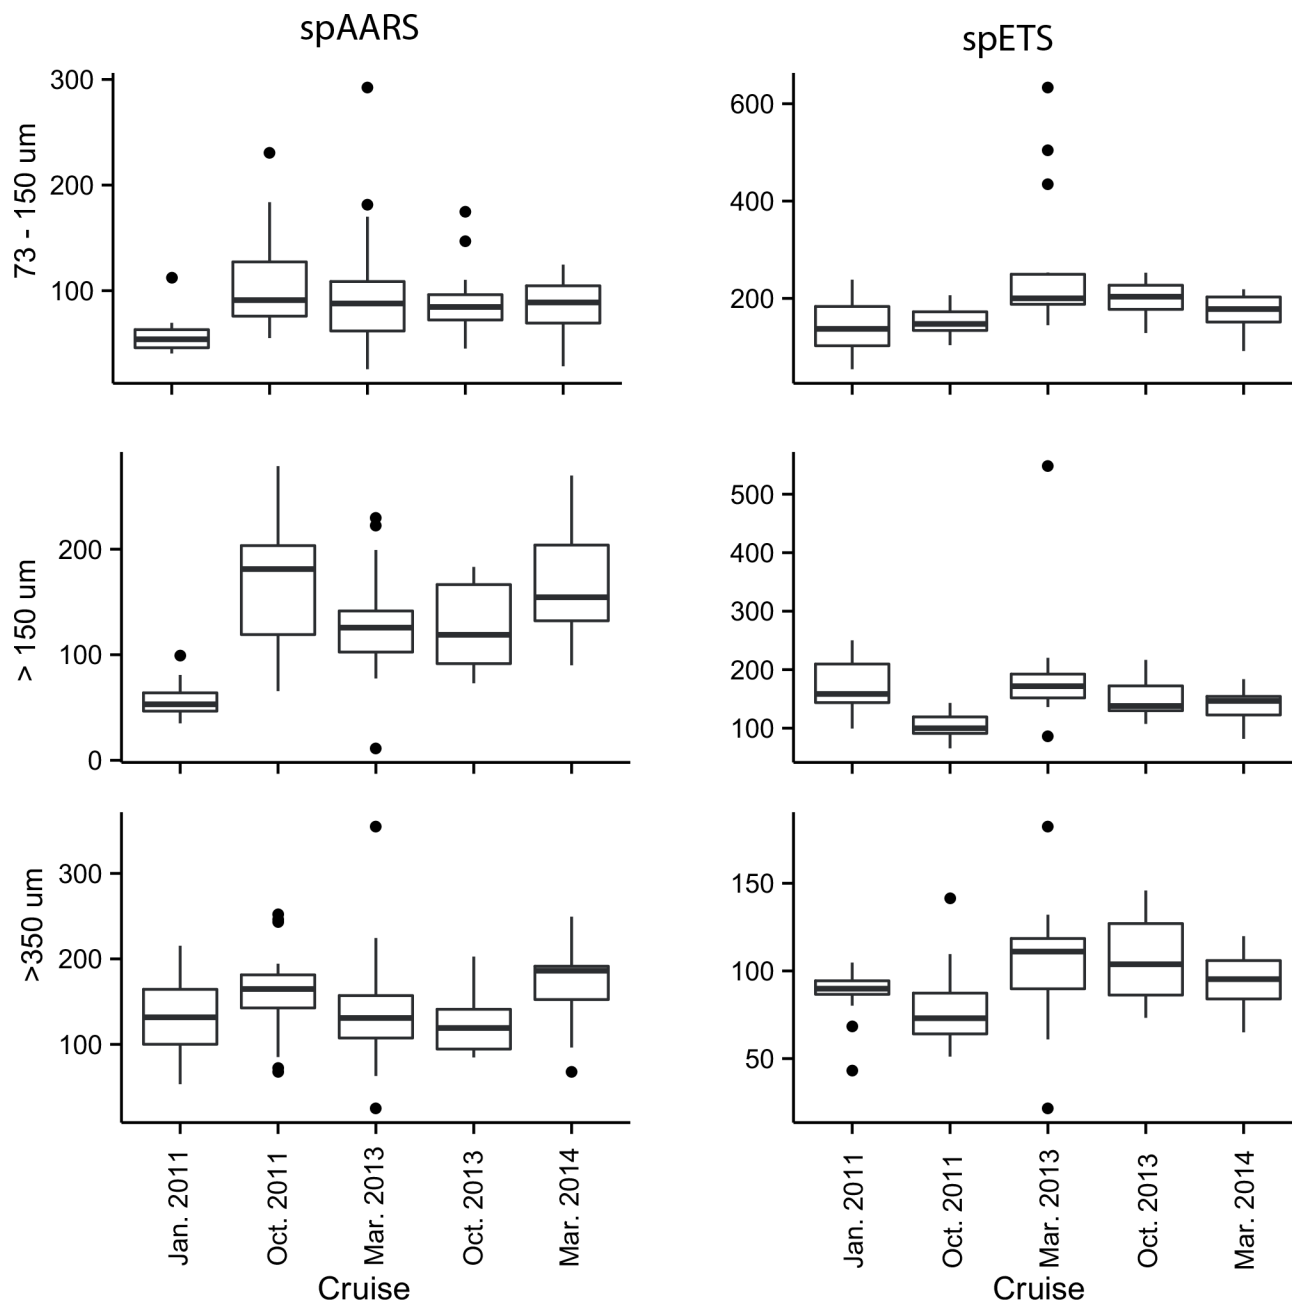 spAARS
spETS
73 - 150 um
300
200
100
600
400
200
> 150 um
200
100
0
500
400
300
200
100
>350 um
300
200
100
150
100
50
Jan. 2011
Oct. 2011
Mar. 2013
Oct. 2013
Mar. 2014
Jan. 2011
Oct. 2011
Mar. 2013
Oct. 2013
Mar. 2014
Cruise
Cruise